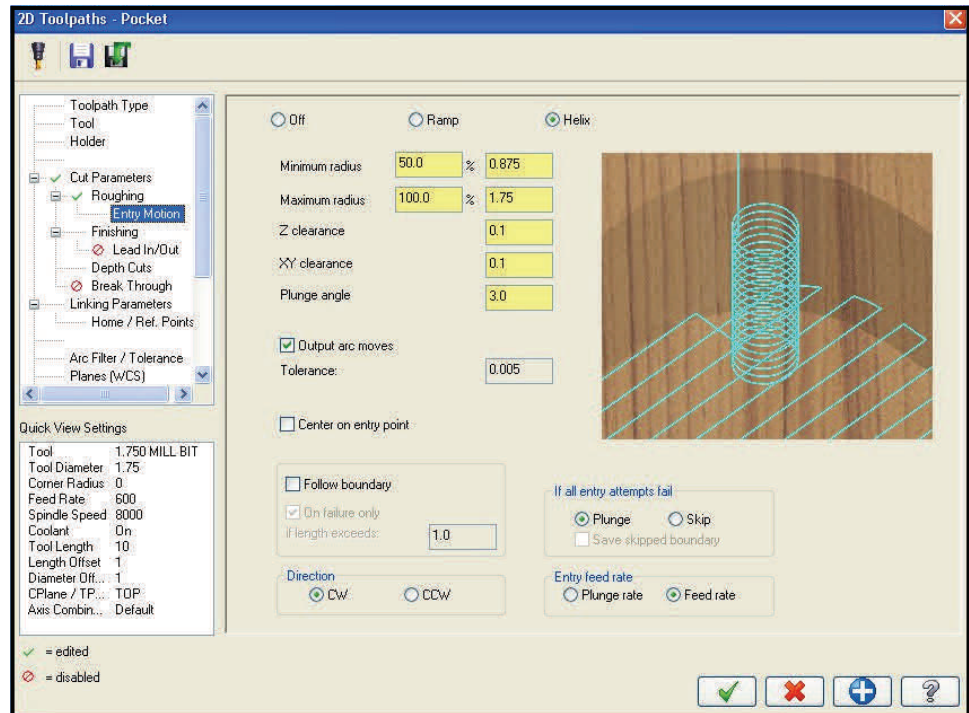 2D Toolpaths - Pocket
Toolpath Type
Tool
Holder
Cut Parameters
Roughing
Entry Motion
Finishing
Lead In/Out
Depth Cuts
Break Through
Linking Parameters
Home / Ref. Points
Arc Filter / Tolerance
Planes (WCS)
Quick View Settings
Tool 1.750 MILL BIT
Tool Diameter 1.75
Corner Radius 0
Feed Rate 600
Spindle Speed 8000
Coolant On
Tool Length 10
Length Offset 1
Diameter Off... 1
CPlane / TP... TOP
Axis Combin... Default
= edited
= disabled
Off Ramp Helix
Minimum radius 50.0 % 0.875
Maximum radius 100.0 % 1.75
Z clearance 0.1
XY clearance 0.1
Plunge angle 3.0
Output arc moves
Tolerance: 0.005
Center on entry point
Follow boundary
On failure only
if length exceeds: 1.0
If all entry attempts fail
Plunge Skip
Save skipped boundary
Direction
CW CCW
Entry feed rate
Plunge rate Feed rate
?